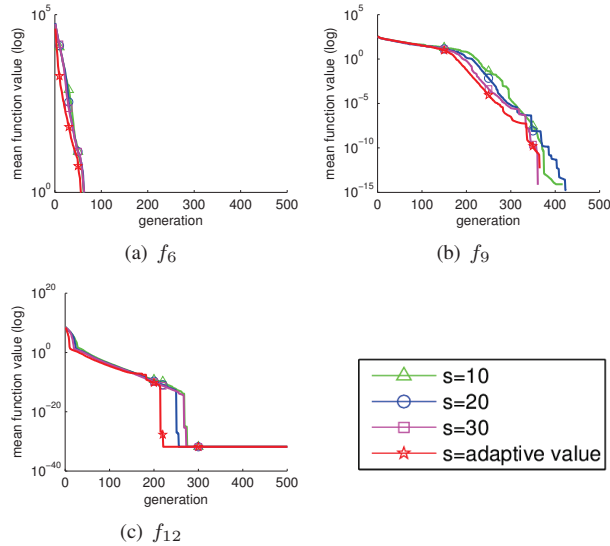 mean function value (log)
10^5
10^0
0 100 200 300 400 500
generation
(a) f_6
mean function value (log)
10^5
10^0
10^-5
10^-10
10^-15
0 100 200 300 400 500
generation
(b) f_9
mean function value (log)
10^20
10^0
10^-20
10^-40
0 100 200 300 400 500
generation
(c) f_12
s=10
s=20
s=30
s=adaptive value